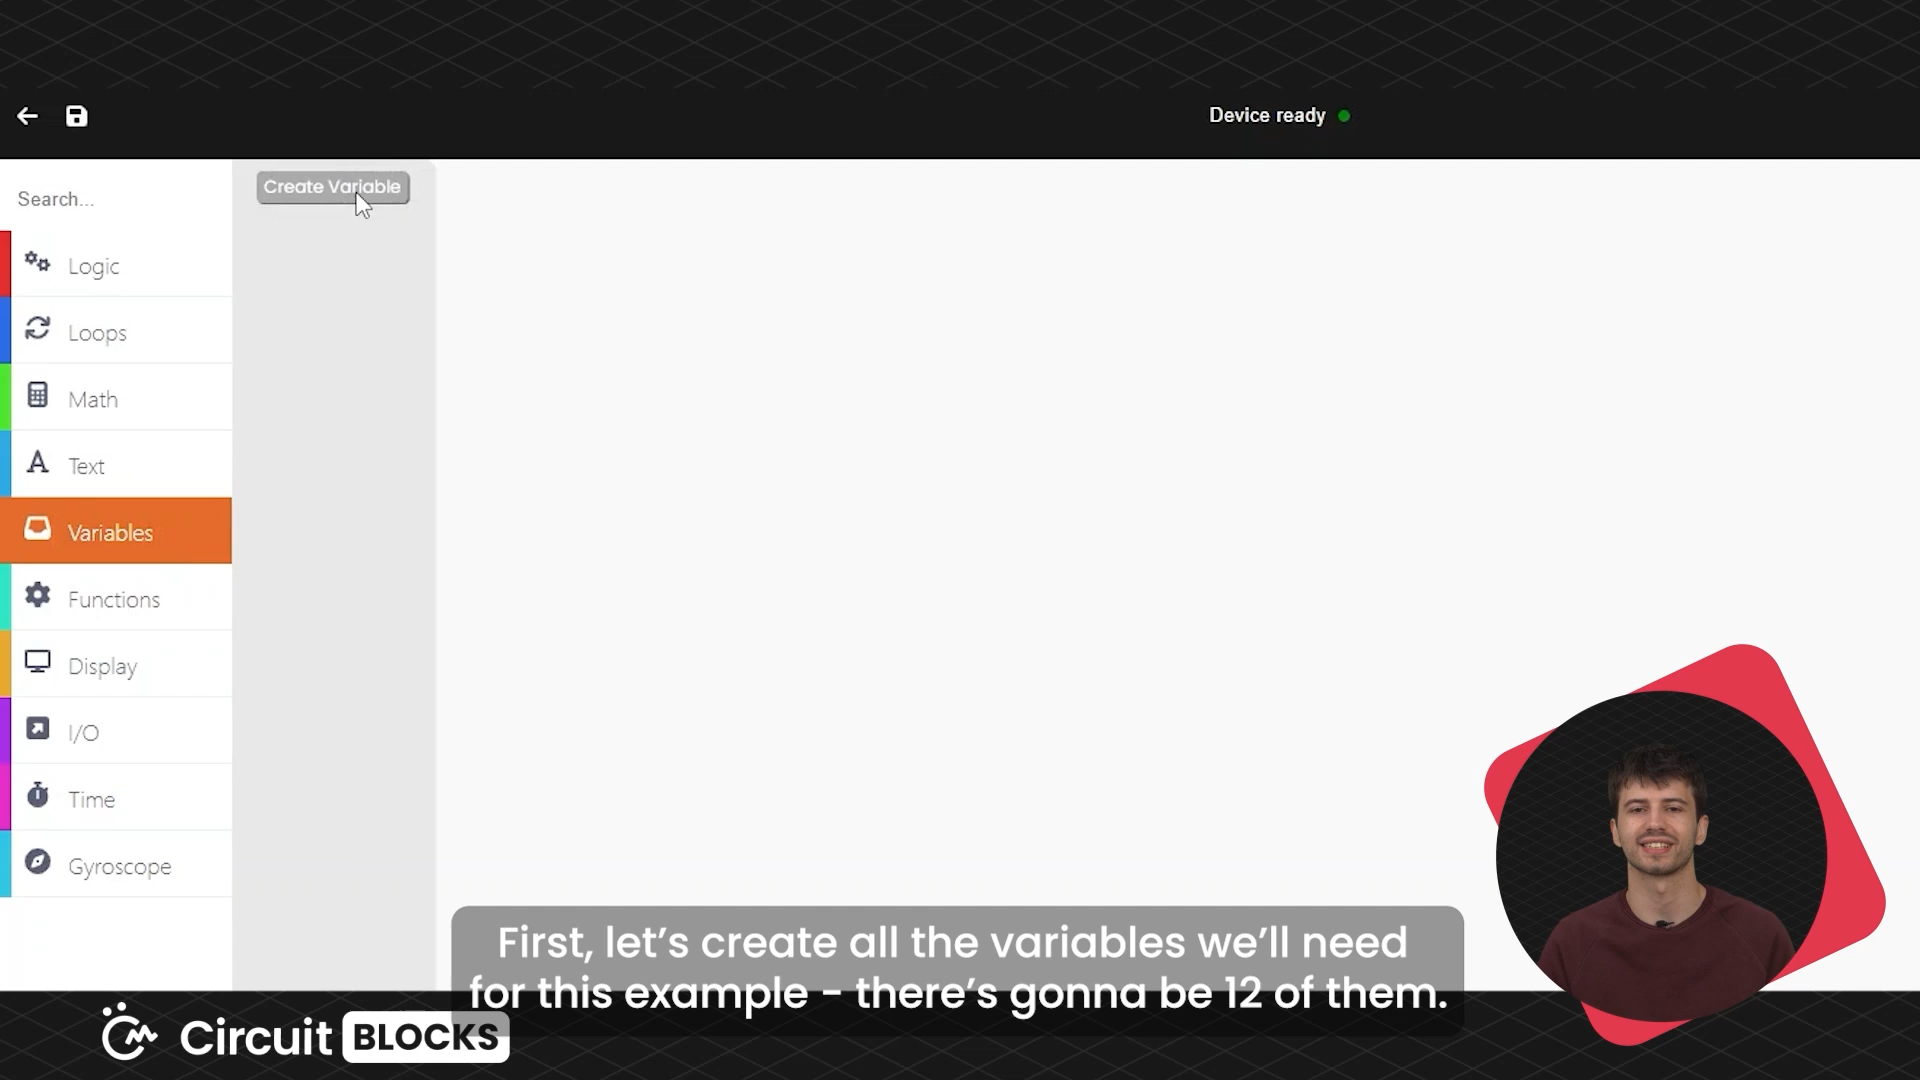 Device ready
Create Variable
Search...
Logic
Loops
Math
Text
Variables
Functions
Display
I/O
Time
Gyroscope
First, let’s create all the variables we’ll need
for this example - there’s gonna be 12 of them.
Circuit BLOCKS